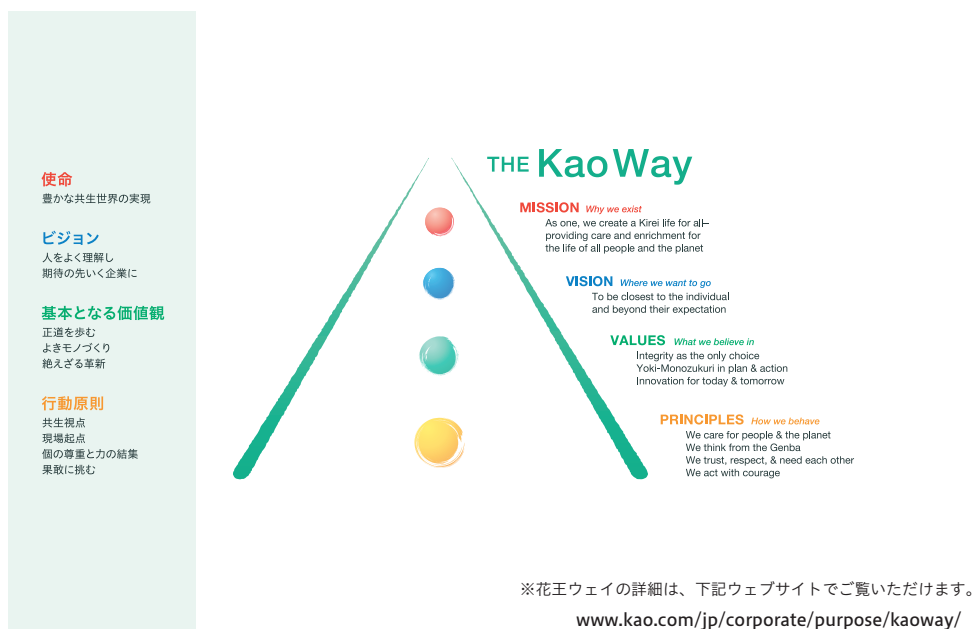 使命
豊かな共生世界の実現
ビジョン
人をよく理解し
期待の先いく企業に
基本となる価値観
正道を歩む
よきモノづくり
絶えざる革新
行動原則
共生視点
現場起点
個の尊重と力の結集
果敢に挑む
THE Kao Way
MISSION Why we exist
As one, we create a Kirei life for all–
providing care and enrichment for
the life of all people and the planet
VISION Where we want to go
To be closest to the individual
and beyond their expectation
VALUES What we believe in
Integrity as the only choice
Yoki-Monozukuri in plan & action
Innovation for today & tomorrow
PRINCIPLES How we behave
We care for people & the planet
We think from the Genba
We trust, respect, & need each other
We act with courage
※花王ウェイの詳細は、下記ウェブサイトでご覧いただけます。
www.kao.com/jp/corporate/purpose/kaoway/